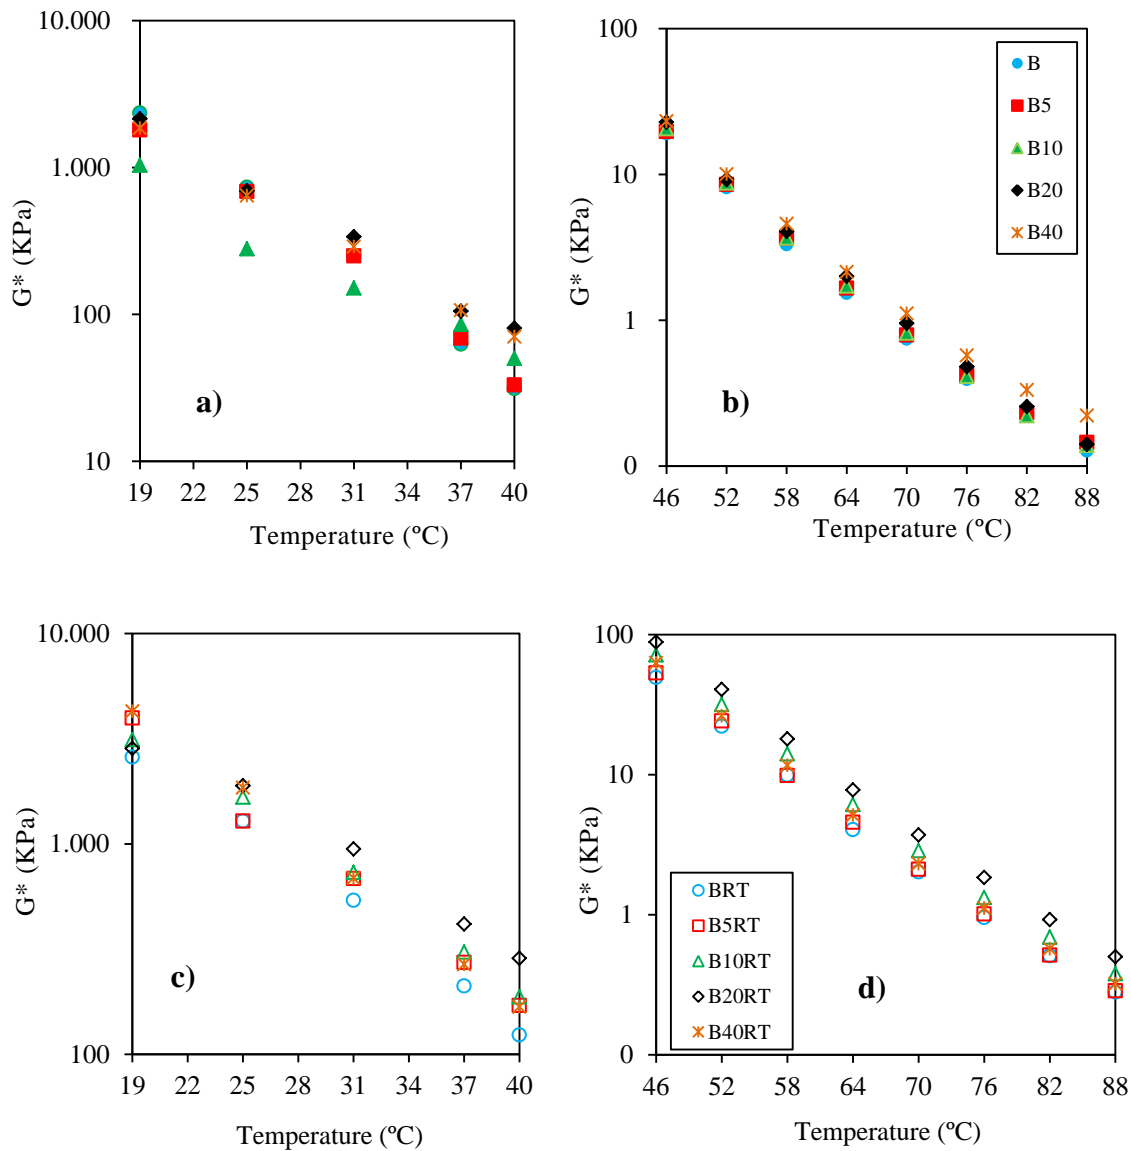 10.000
1.000
100
10
G* (KPa)
a)
19 22 25 28 31 34 37 40
Temperature (ºC)
100
10
1
0
G* (KPa)
B
B5
B10
B20
B40
b)
46 52 58 64 70 76 82 88
Temperature (ºC)
10.000
1.000
100
G* (KPa)
c)
19 22 25 28 31 34 37 40
Temperature (ºC)
100
10
1
0
G* (KPa)
BRT
B5RT
B10RT
B20RT
B40RT
d)
46 52 58 64 70 76 82 88
Temperature (ºC)